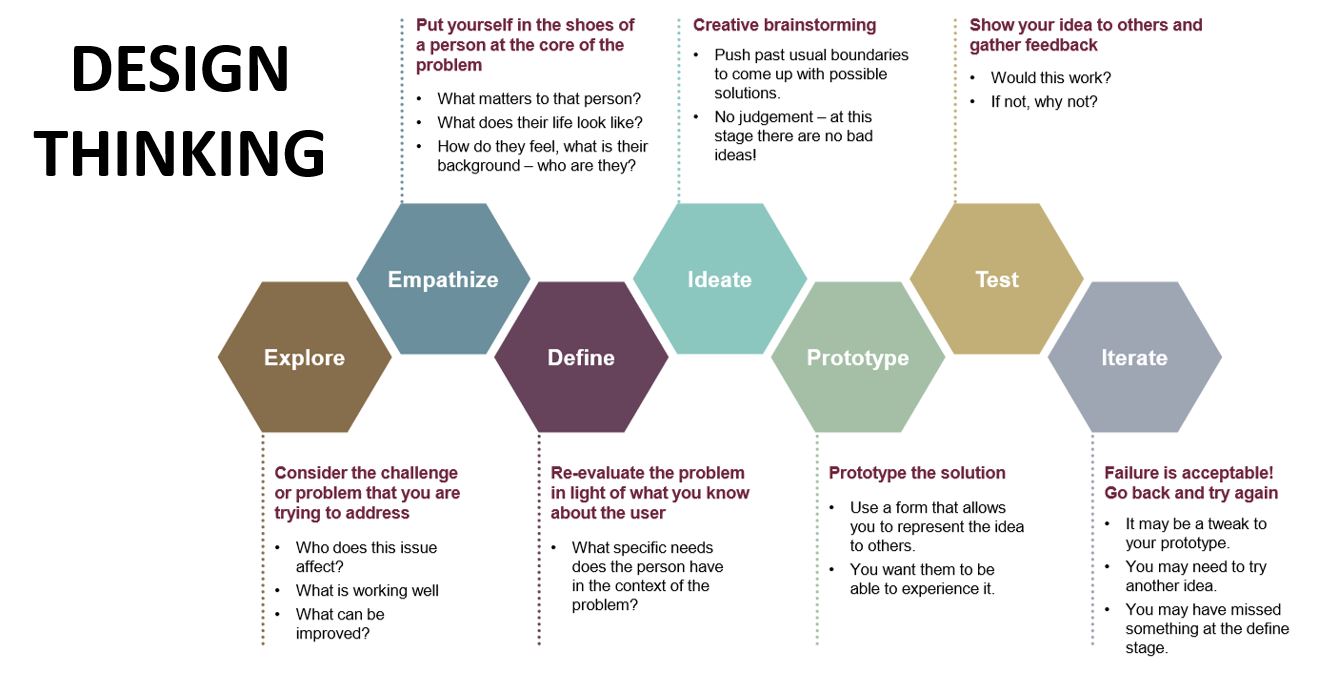 DESIGN
THINKING
Put yourself in the shoes of
a person at the core of the
problem
• What matters to that person?
• What does their life look like?
• How do they feel, what is their
background – who are they?
Creative brainstorming
• Push past usual boundaries
to come up with possible
solutions.
• No judgement – at this
stage there are no bad
ideas!
Show your idea to others and
gather feedback
• Would this work?
• If not, why not?
Explore
Empathize
Define
Ideate
Prototype
Test
Iterate
Consider the challenge
or problem that you are
trying to address
• Who does this issue
affect?
• What is working well
• What can be
improved?
Re-evaluate the problem
in light of what you know
about the user
• What specific needs
does the person have
in the context of the
problem?
Prototype the solution
• Use a form that allows
you to represent the idea
to others.
• You want them to be
able to experience it.
Failure is acceptable!
Go back and try again
• It may be a tweak to
your prototype.
• You may need to try
another idea.
• You may have missed
something at the define
stage.